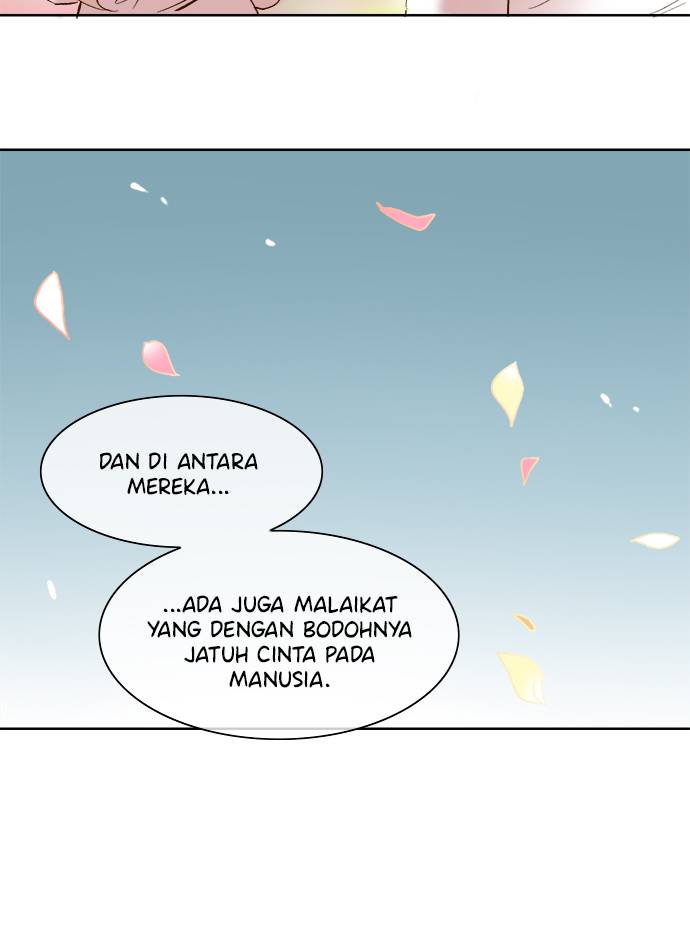 DAN DI ANTARA
MEREKA...
...ADA JUGA MALAIKAT
YANG DENGAN BODOHNYA
JATUH CINTA PADA
MANUSIA.